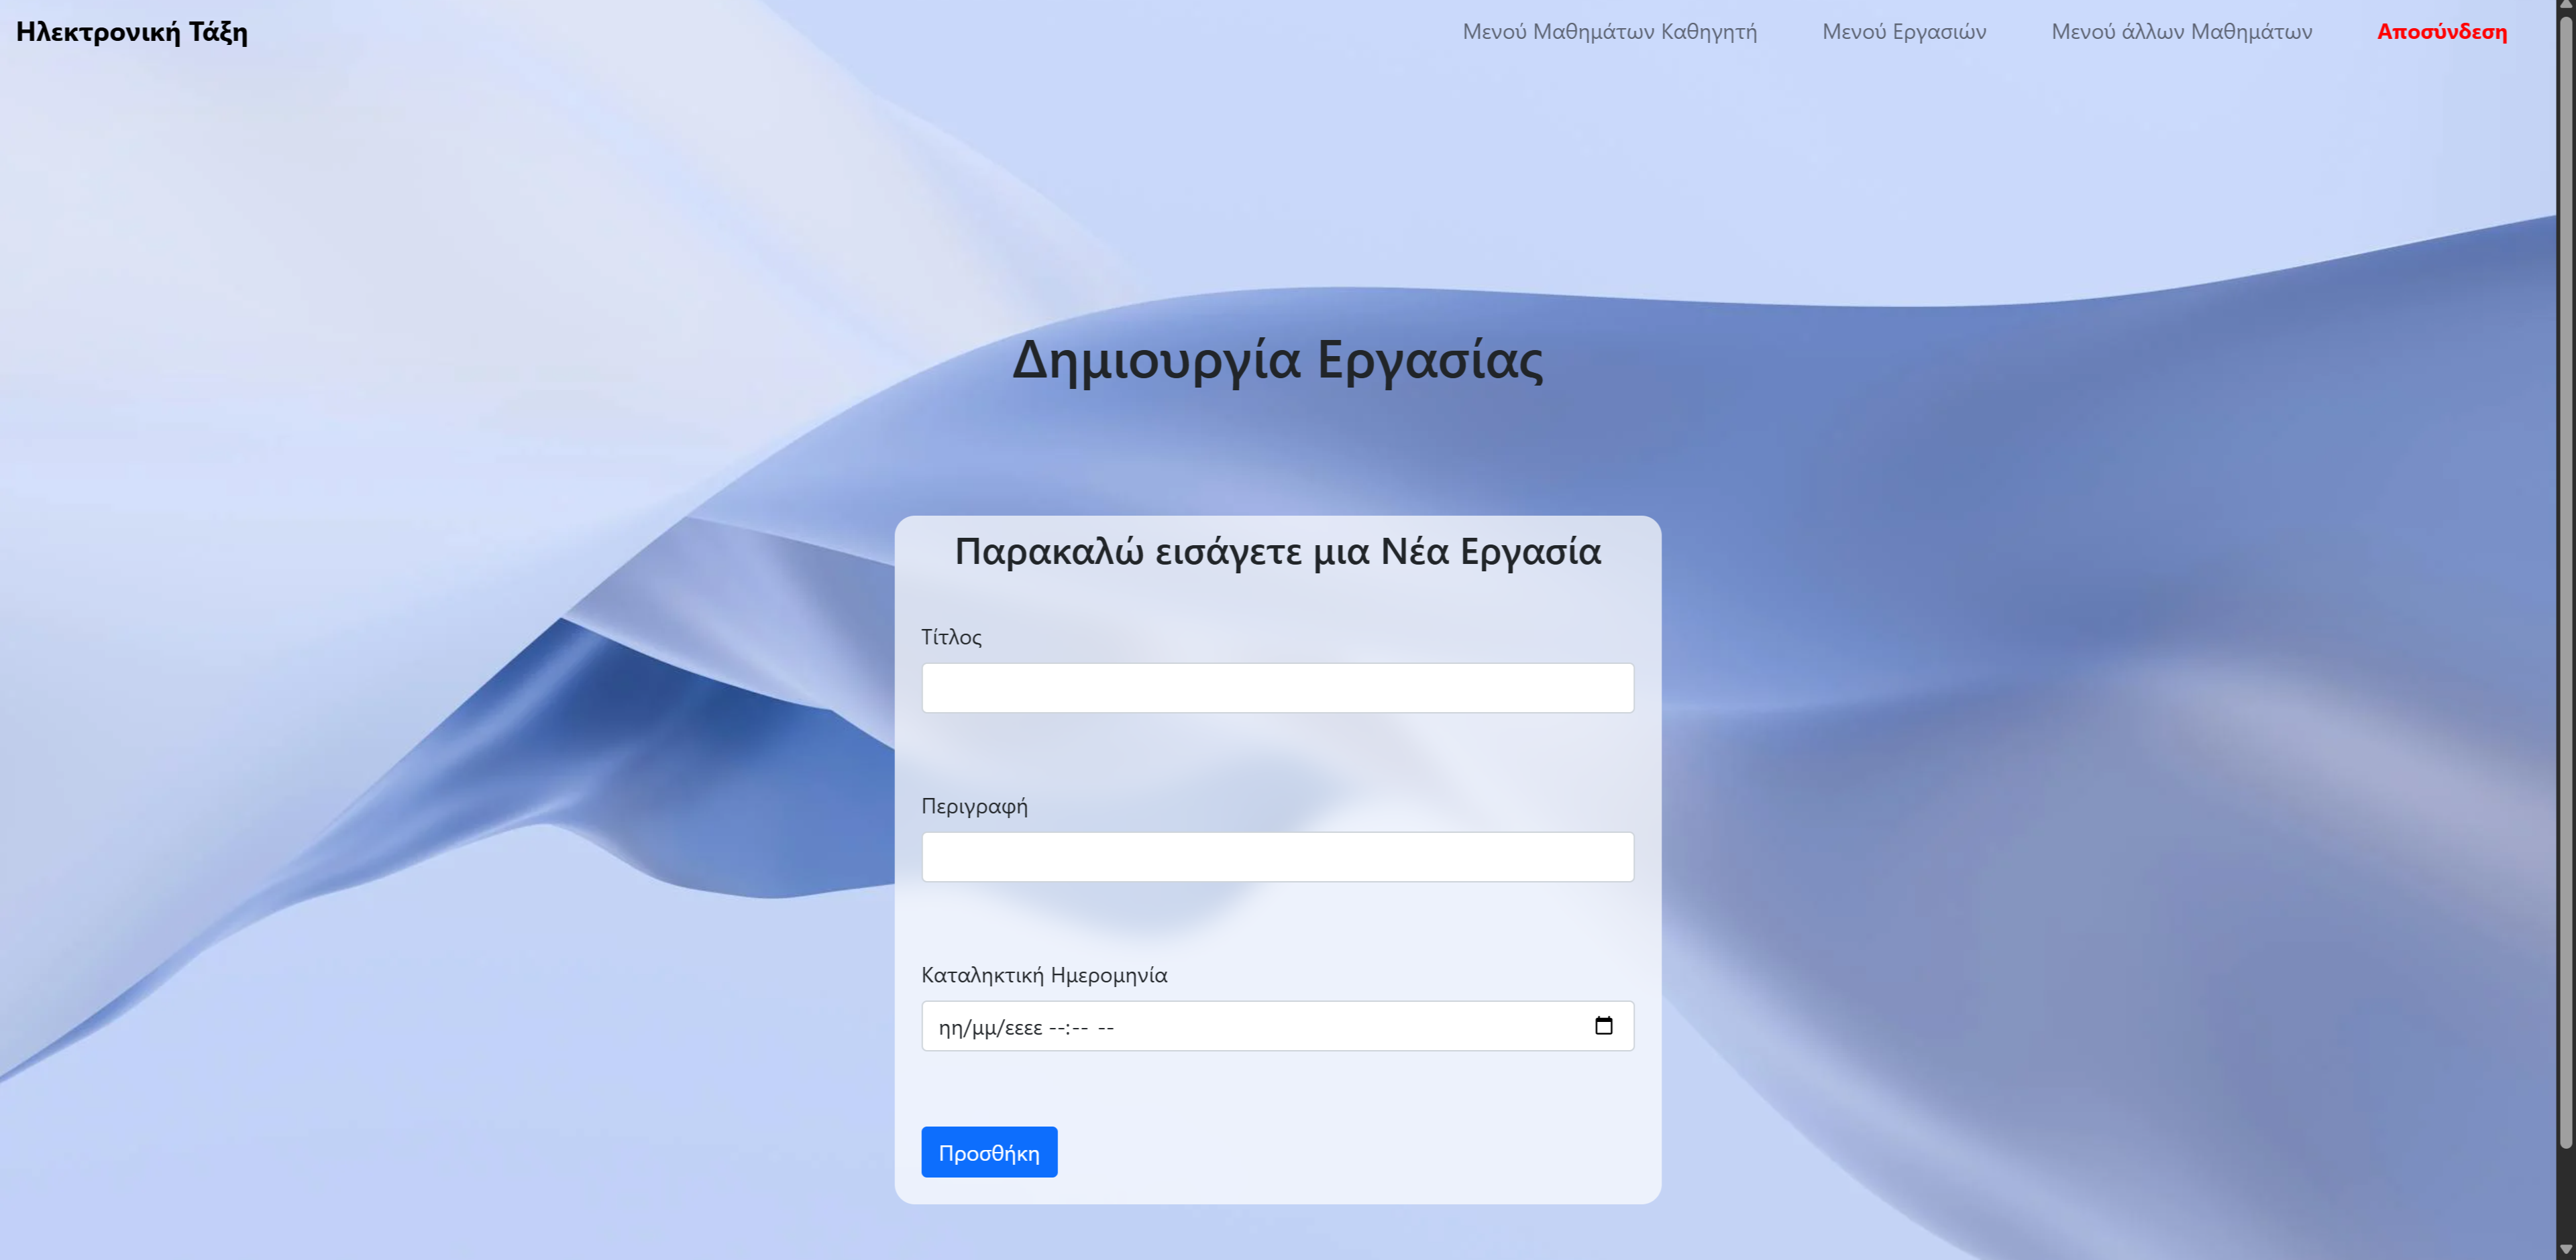 Ηλεκτρονική Τάξη
Μενού Μαθημάτων Καθηγητή
Μενού Εργασιών
Μενού άλλων Μαθημάτων
Αποσύνδεση
Δημιουργία Εργασίας
Παρακαλώ εισάγετε μια Νέα Εργασία
Τίτλος
Περιγραφή
Καταληκτική Ημερομηνία
ηη/μμ/εεεε --:-- --
Προσθήκη